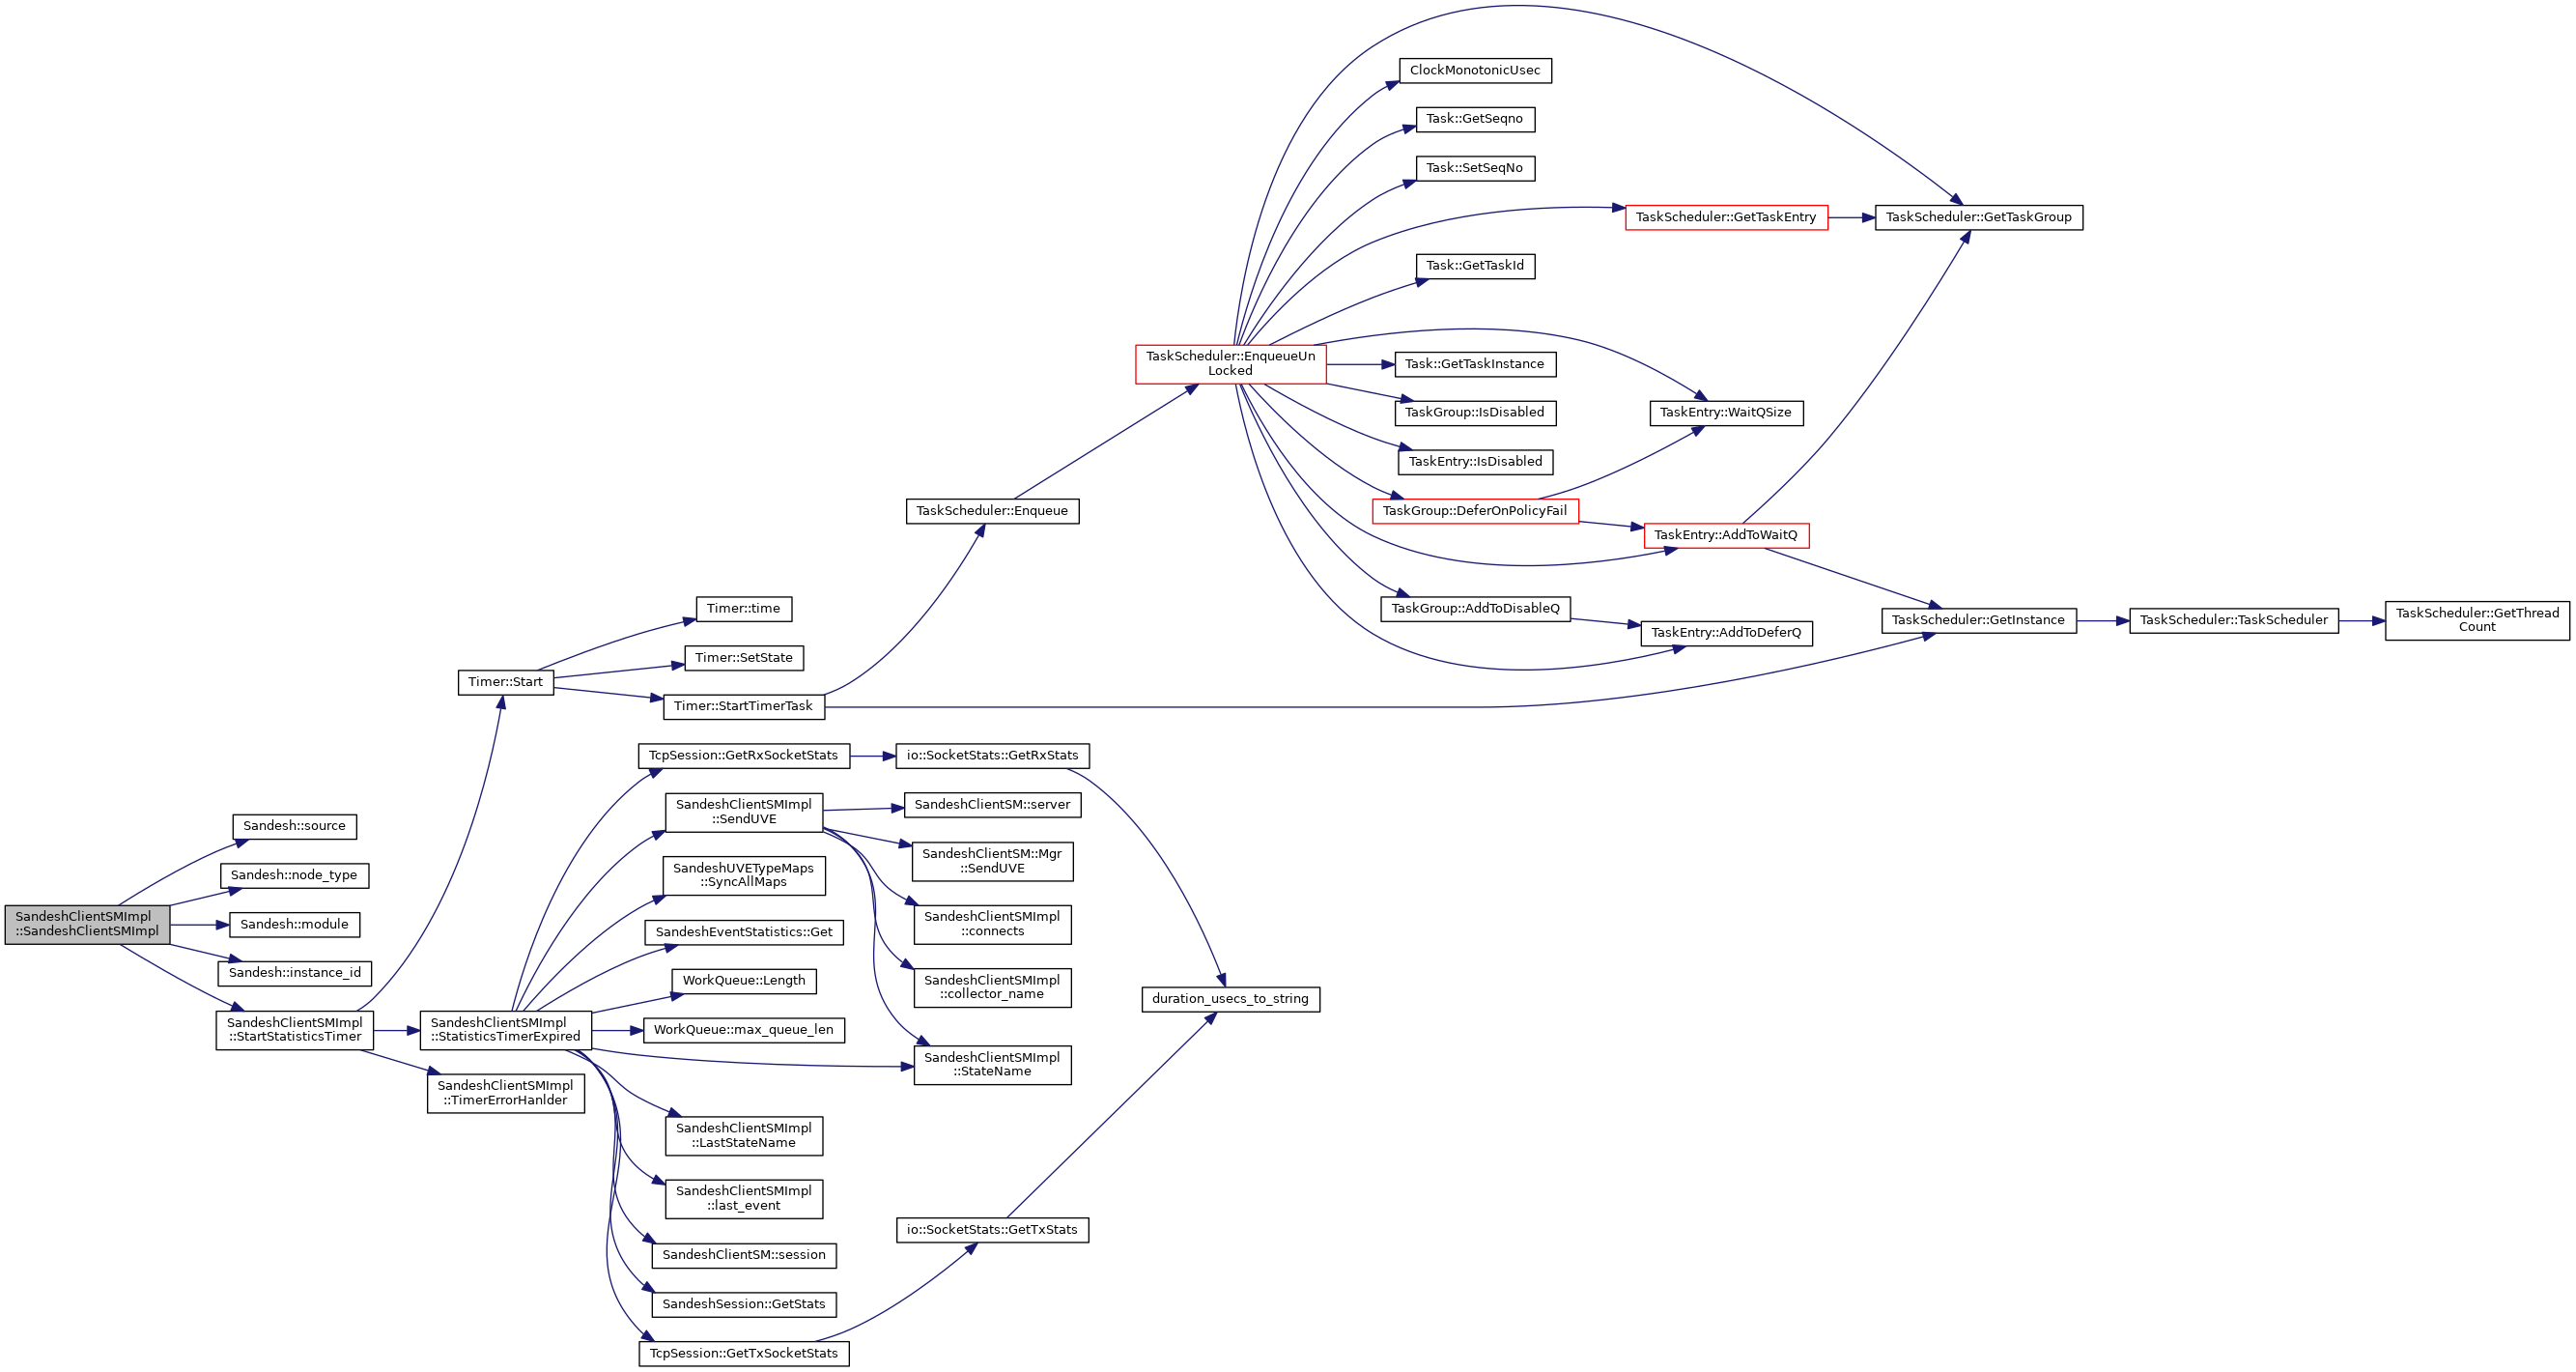 SandeshClientSMImpl
::SandeshClientSMImpl
Sandesh::source
Sandesh::node_type
Sandesh::module
Sandesh::instance_id
SandeshClientSMImpl
::StartStatisticsTimer
Timer::Start
SandeshClientSMImpl
::StatisticsTimerExpired
SandeshClientSMImpl
::TimerErrorHanlder
Timer::time
Timer::SetState
Timer::StartTimerTask
TcpSession::GetRxSocketStats
SandeshClientSMImpl
::SendUVE
SandeshUVETypeMaps
::SyncAllMaps
SandeshEventStatistics::Get
WorkQueue::Length
WorkQueue::max_queue_len
SandeshClientSMImpl
::LastStateName
SandeshClientSMImpl
::last_event
SandeshClientSM::session
SandeshSession::GetStats
TcpSession::GetTxSocketStats
TaskScheduler::Enqueue
io::SocketStats::GetRxStats
SandeshClientSM::server
SandeshClientSM::Mgr
::SendUVE
SandeshClientSMImpl
::connects
SandeshClientSMImpl
::collector_name
SandeshClientSMImpl
::StateName
io::SocketStats::GetTxStats
TaskScheduler::EnqueueUn
Locked
duration_usecs_to_string
ClockMonotonicUsec
Task::GetSeqno
Task::SetSeqNo
Task::GetTaskId
Task::GetTaskInstance
TaskGroup::IsDisabled
TaskEntry::IsDisabled
TaskGroup::DeferOnPolicyFail
TaskGroup::AddToDisableQ
TaskScheduler::GetTaskEntry
TaskEntry::WaitQSize
TaskEntry::AddToWaitQ
TaskEntry::AddToDeferQ
TaskScheduler::GetTaskGroup
TaskScheduler::GetInstance
TaskScheduler::TaskScheduler
TaskScheduler::GetThread
Count